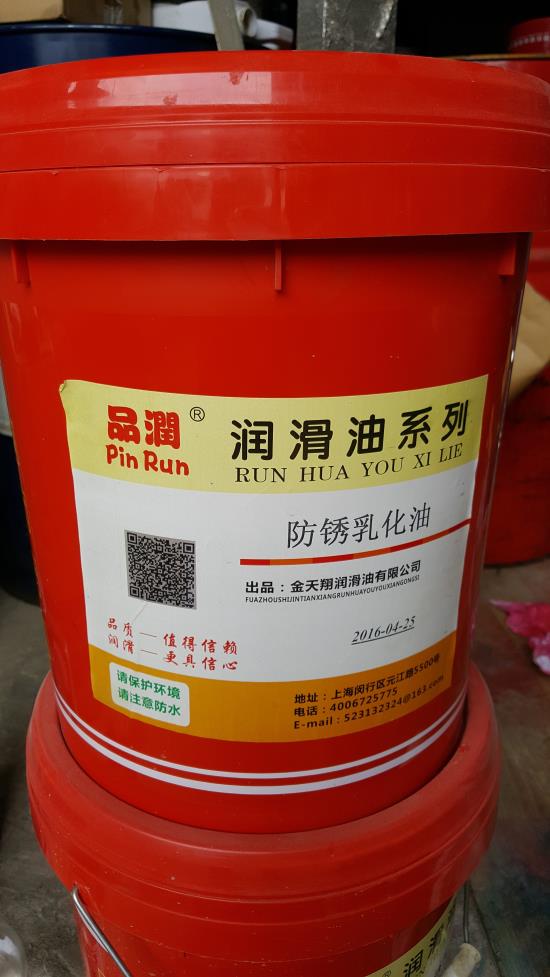 品潤®
Pin Run
润滑油系列
RUN HUA YOU XI LIE
防锈乳化油
出品：金天翔润滑油有限公司
FUAZHOUSHIJINTIANXIANGRUNHUAYOUYOUXIANGONGSI
2016-04-25
品质—值得信赖
润滑—更具信心
请保护环境
请注意防水
地址：上海闵行区元江路5500号
电话：4006725775
E-mail：523132324@163.com
润滑